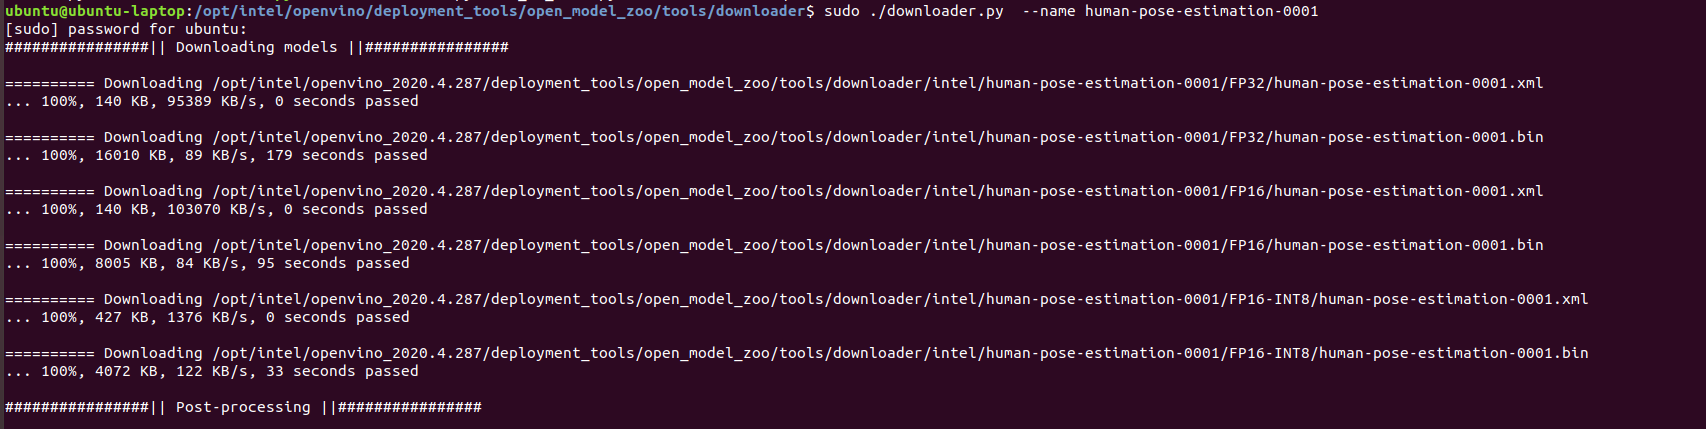 ubuntu@ubuntu-laptop:/opt/intel/openvino/deployment_tools/open_model_zoo/tools/downloader$ sudo ./downloader.py  --name human-pose-estimation-0001
[sudo] password for ubuntu:
################|| Downloading models ||################
========== Downloading /opt/intel/openvino_2020.4.287/deployment_tools/open_model_zoo/tools/downloader/intel/human-pose-estimation-0001/FP32/human-pose-estimation-0001.xml
... 100%, 140 KB, 95389 KB/s, 0 seconds passed
========== Downloading /opt/intel/openvino_2020.4.287/deployment_tools/open_model_zoo/tools/downloader/intel/human-pose-estimation-0001/FP32/human-pose-estimation-0001.bin
... 100%, 16010 KB, 89 KB/s, 179 seconds passed
========== Downloading /opt/intel/openvino_2020.4.287/deployment_tools/open_model_zoo/tools/downloader/intel/human-pose-estimation-0001/FP16/human-pose-estimation-0001.xml
... 100%, 140 KB, 103070 KB/s, 0 seconds passed
========== Downloading /opt/intel/openvino_2020.4.287/deployment_tools/open_model_zoo/tools/downloader/intel/human-pose-estimation-0001/FP16/human-pose-estimation-0001.bin
... 100%, 8005 KB, 84 KB/s, 95 seconds passed
========== Downloading /opt/intel/openvino_2020.4.287/deployment_tools/open_model_zoo/tools/downloader/intel/human-pose-estimation-0001/FP16-INT8/human-pose-estimation-0001.xml
... 100%, 427 KB, 1376 KB/s, 0 seconds passed
========== Downloading /opt/intel/openvino_2020.4.287/deployment_tools/open_model_zoo/tools/downloader/intel/human-pose-estimation-0001/FP16-INT8/human-pose-estimation-0001.bin
... 100%, 4072 KB, 122 KB/s, 33 seconds passed
################|| Post-processing ||################